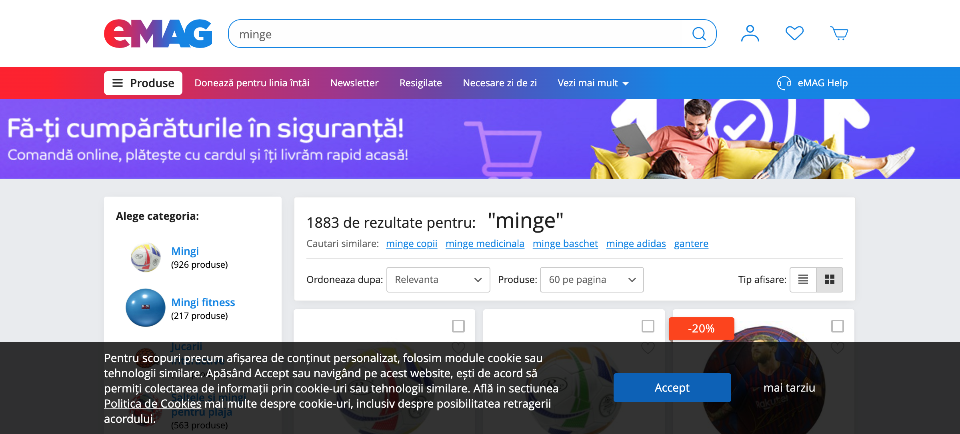 eMAG
minge
Produse
Donează pentru linia întâi
Newsletter
Resigilate
Necesare zi de zi
Vezi mai mult
eMAG Help
Fă-ți cumpărăturile în siguranță!
Comandă online, plătește cu cardul și îți livrăm rapid acasă!
Alege categoria:
Mingi
(926 produse)
Mingi fitness
(217 produse)
Jucarii
pentru plaja
(563 produse)
1883 de rezultate pentru: "minge"
Cautari similare: minge copii minge medicinala minge baschet minge adidas gantere
Ordoneaza dupa: Relevanta Produse: 60 pe pagina Tip afisare:
-20%
Pentru scopuri precum afișarea de conținut personalizat, folosim module cookie sau
tehnologii similare. Apăsând Accept sau navigând pe acest website, ești de acord să
permiți colectarea de informații prin cookie-uri sau tehnologii similare. Află in sectiunea
Politica de Cookies mai multe despre cookie-uri, inclusiv despre posibilitatea retragerii
acordului.
Accept
mai tarziu